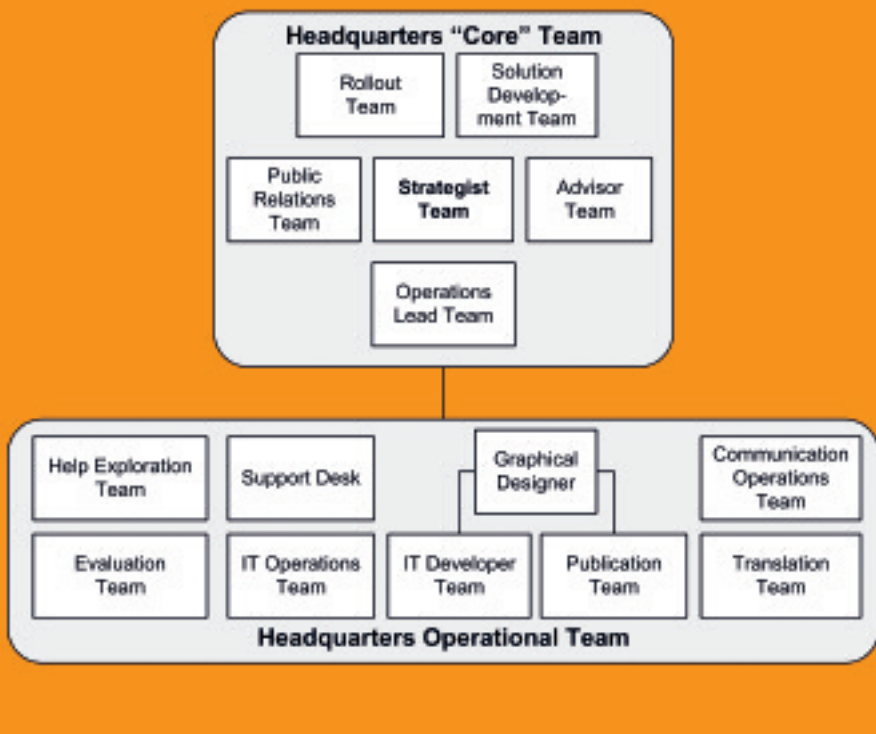 Headquarters “Core” Team
Rollout
Team
Solution
Develop-
ment Team
Public
Relations
Team
Strategist
Team
Advisor
Team
Operations
Lead Team
Help Exploration
Team
Support Desk
Graphical
Designer
Communication
Operations
Team
Evaluation
Team
IT Operations
Team
IT Developer
Team
Publication
Team
Translation
Team
Headquarters Operational Team